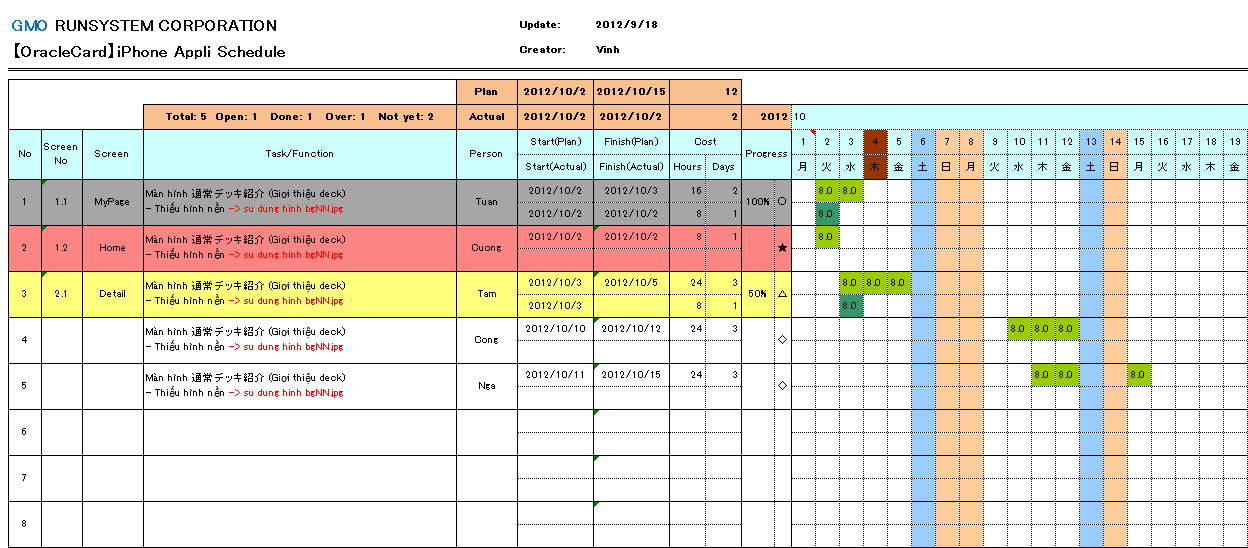 GMO RUNSYSTEM CORPORATION
Update: 2012/9/18
【OracleCard】iPhone Appli Schedule
Creator: Vinh
Plan 2012/10/2 2012/10/15 12
Total: 5 Open: 1 Done: 1 Over: 1 Not yet: 2 Actual 2012/10/2 2012/10/2 2 2012 10
No Screen No Screen Task/Function Person Start(Plan) Finish(Plan) Cost Progress 1 2 3 4 5 6 7 8 9 10 11 12 13 14 15 16 17 18 19
Start(Actual) Finish(Actual) Hours Days 月 火 水 木 金 土 日 月 火 水 木 金 土 日 月 火 水 木 金
1 1.1 MyPage Màn hình 通常デッキ紹介 (Giới thiệu deck) Tuan 2012/10/2 2012/10/3 16 2 100% ○ 8.0 8.0
- Thiếu hình nền -> su dung hinh bgNN.jpg 2012/10/2 2012/10/2 8 1 8.0
2 1.2 Home Màn hình 通常デッキ紹介 (Giới thiệu deck) Cuong 2012/10/2 2012/10/2 8 1 ★ 8.0
- Thiếu hình nền -> su dung hinh bgNN.jpg
3 2.1 Detail Màn hình 通常デッキ紹介 (Giới thiệu deck) Tam 2012/10/3 2012/10/5 24 3 50% △ 8.0 8.0 8.0
- Thiếu hình nền -> su dung hinh bgNN.jpg 2012/10/3 8 1 8.0
4 Màn hình 通常デッキ紹介 (Giới thiệu deck) Cong 2012/10/10 2012/10/12 24 3 ◇ 8.0 8.0 8.0
- Thiếu hình nền -> su dung hinh bgNN.jpg
5 Màn hình 通常デッキ紹介 (Giới thiệu deck) Nga 2012/10/11 2012/10/15 24 3 ◇ 8.0 8.0 8.0
- Thiếu hình nền -> su dung hinh bgNN.jpg
6
7
8